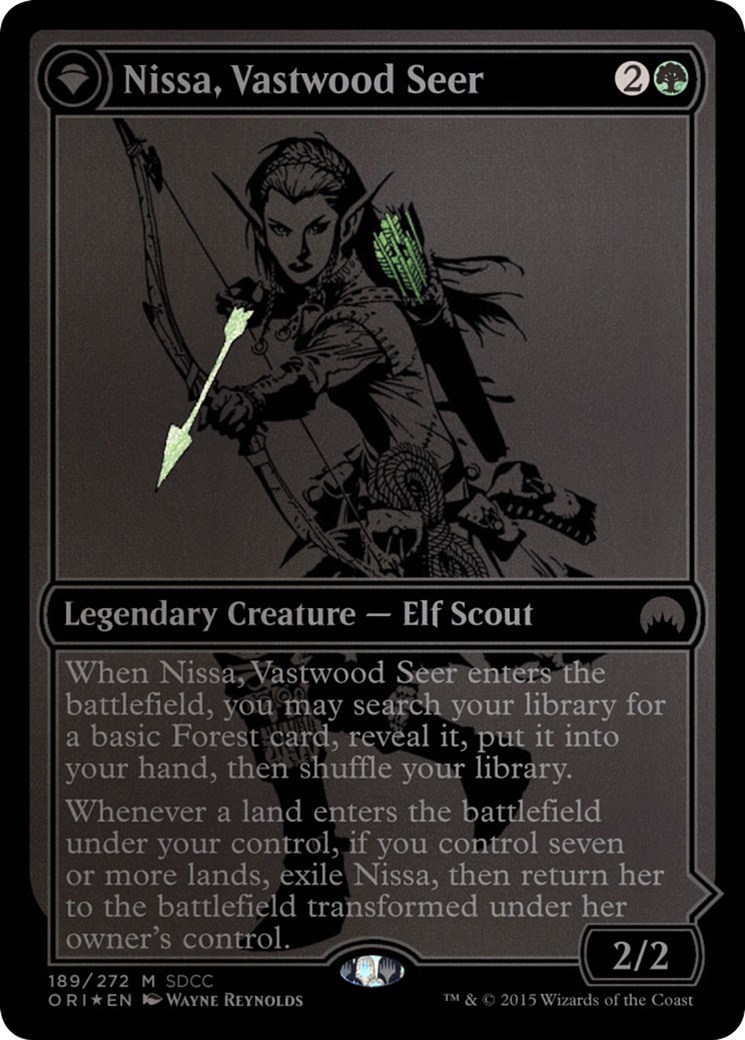 Nissa, Vastwood Seer 2
Legendary Creature — Elf Scout
When Nissa, Vastwood Seer enters the
battlefield, you may search your library for
a basic Forest card, reveal it, put it into
your hand, then shuffle your library.
Whenever a land enters the battlefield
under your control, if you control seven
or more lands, exile Nissa, then return her
to the battlefield transformed under her
owner's control.
2/2
189/272 M SDCC
ORI★EN Wayne Reynolds
™ & © 2015 Wizards of the Coast